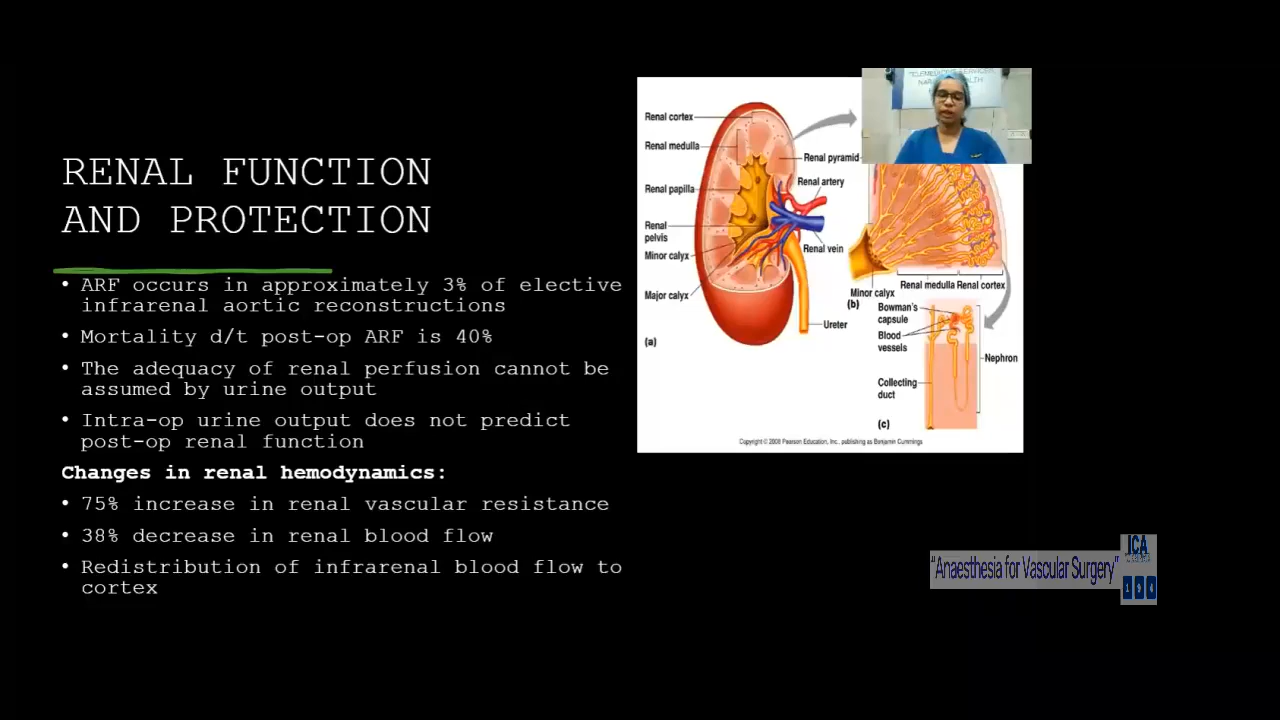 RENAL FUNCTION
AND PROTECTION
• ARF occurs in approximately 3% of elective
infrarenal aortic reconstructions
• Mortality d/t post-op ARF is 40%
• The adequacy of renal perfusion cannot be
assumed by urine output
• Intra-op urine output does not predict
post-op renal function
Changes in renal hemodynamics:
• 75% increase in renal vascular resistance
• 38% decrease in renal blood flow
• Redistribution of infrarenal blood flow to
cortex
Renal cortex
Renal medulla
Renal papilla
Renal
pelvis
Minor calyx
Major calyx
(a)
Renal pyramid
Renal artery
Renal vein
Ureter
TELEMEDICINE SERVICES,
Renal medulla Renal cortex
Minor calyx
(b)
Bowman's
capsule
Blood
vessels
Nephron
Collecting
duct
(c)
Copyright © 2008 Pearson Education, Inc., publishing as Benjamin Cummings
"Anaesthesia for Vascular Surgery"
ICA